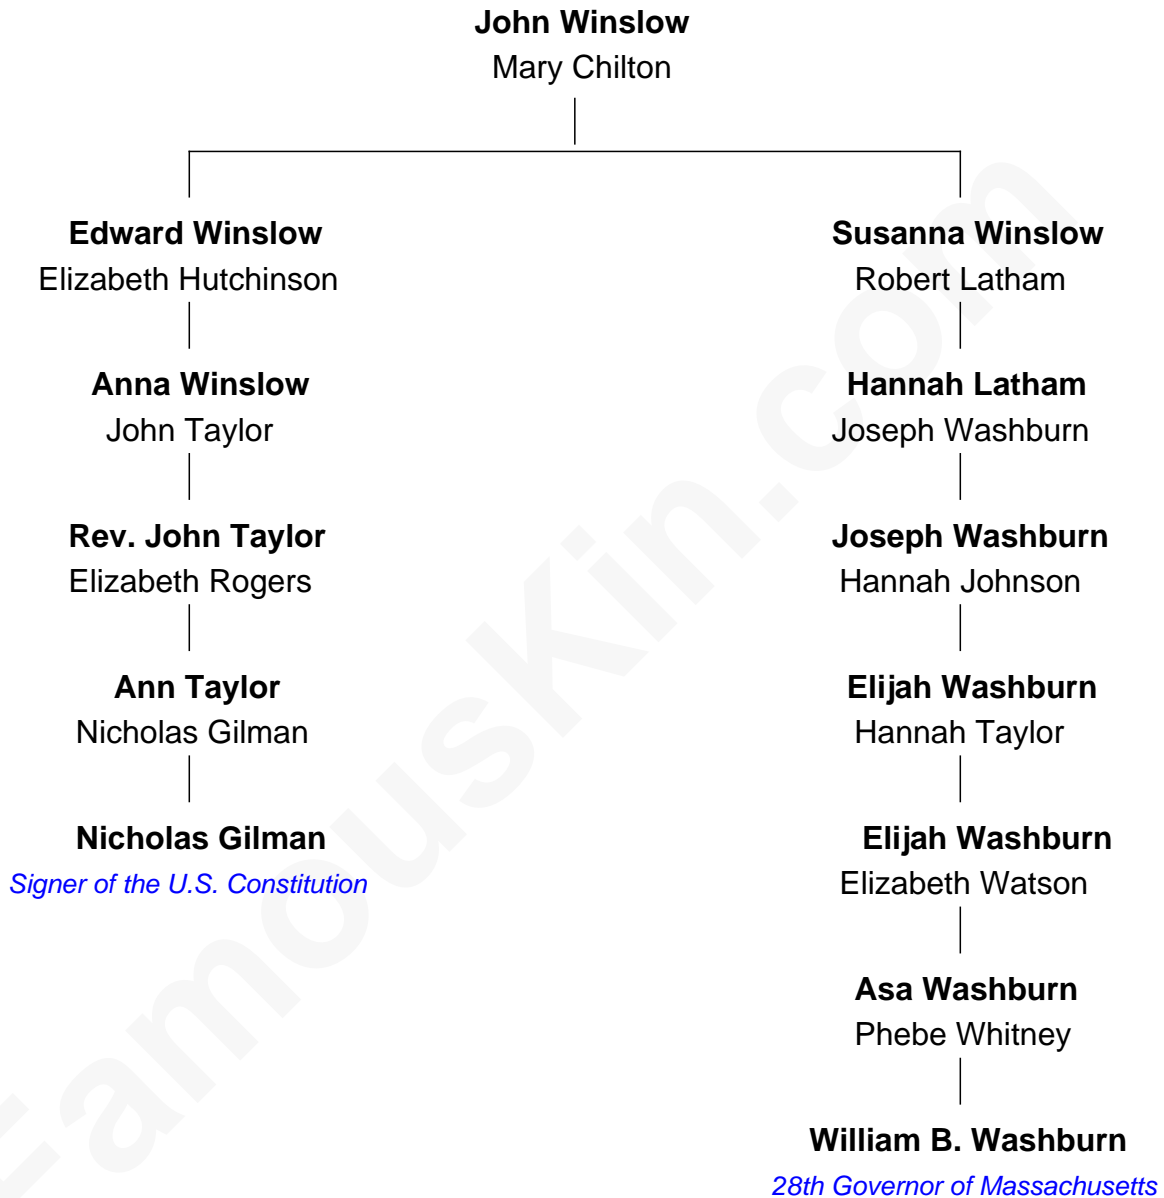 John Winslow
Mary Chilton
Edward Winslow
Elizabeth Hutchinson
Susanna Winslow
Robert Latham
Anna Winslow
John Taylor
Hannah Latham
Joseph Washburn
Rev. John Taylor
Elizabeth Rogers
Joseph Washburn
Hannah Johnson
Ann Taylor
Nicholas Gilman
Elijah Washburn
Hannah Taylor
Nicholas Gilman
Signer of the U.S. Constitution
Elijah Washburn
Elizabeth Watson
Asa Washburn
Phebe Whitney
William B. Washburn
28th Governor of Massachusetts
FamousKin.com